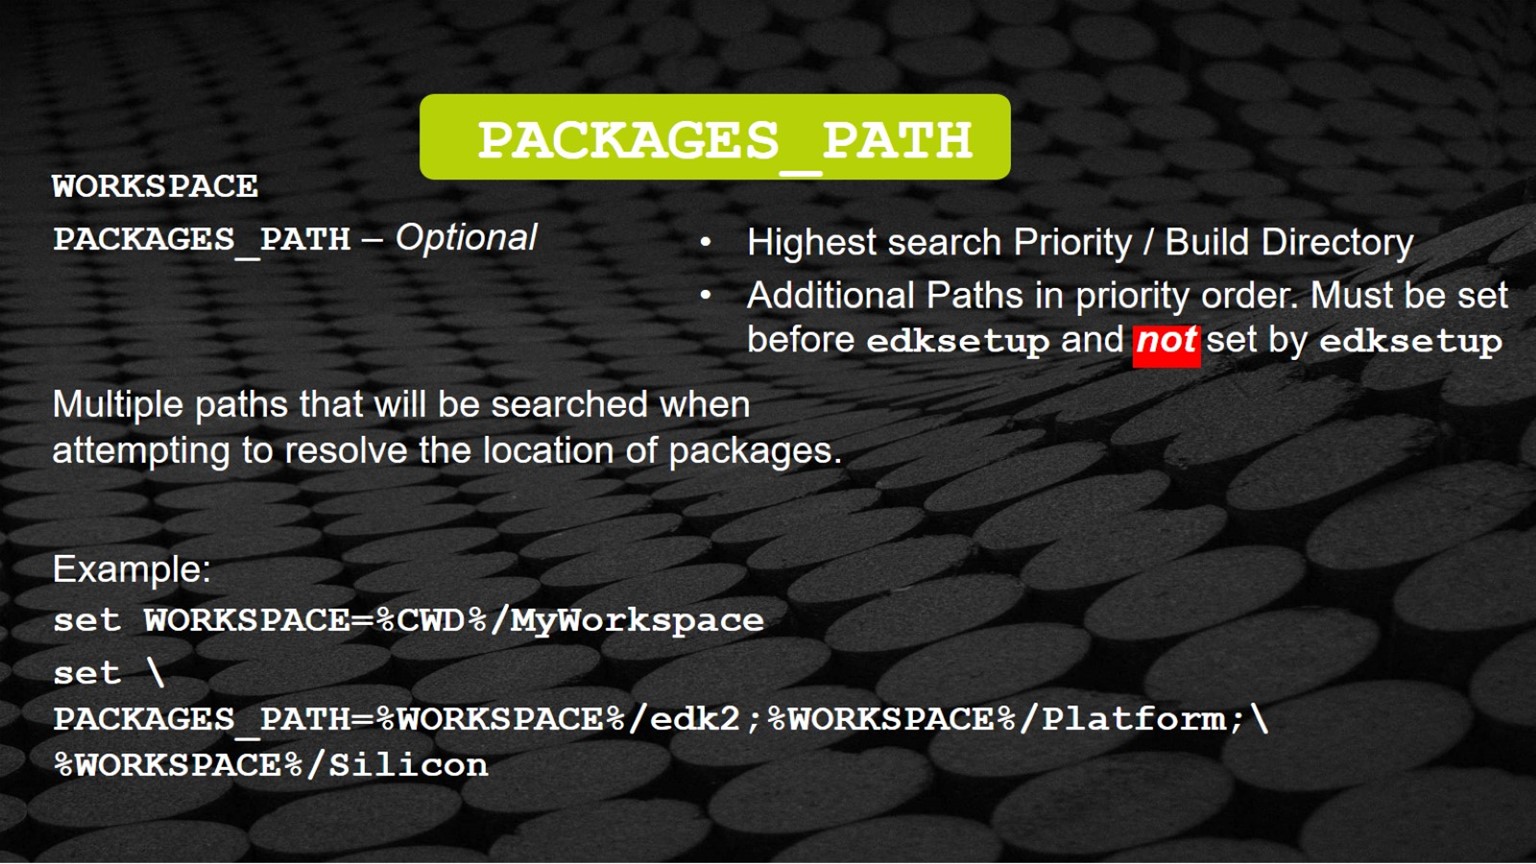 PACKAGES_PATH
WORKSPACE
PACKAGES_PATH – Optional
• Highest search Priority / Build Directory
• Additional Paths in priority order. Must be set
before edksetup and not set by edksetup
Multiple paths that will be searched when
attempting to resolve the location of packages.
Example:
set WORKSPACE=%CWD%/MyWorkspace
set \
PACKAGES_PATH=%WORKSPACE%/edk2;%WORKSPACE%/Platform;\
%WORKSPACE%/Silicon